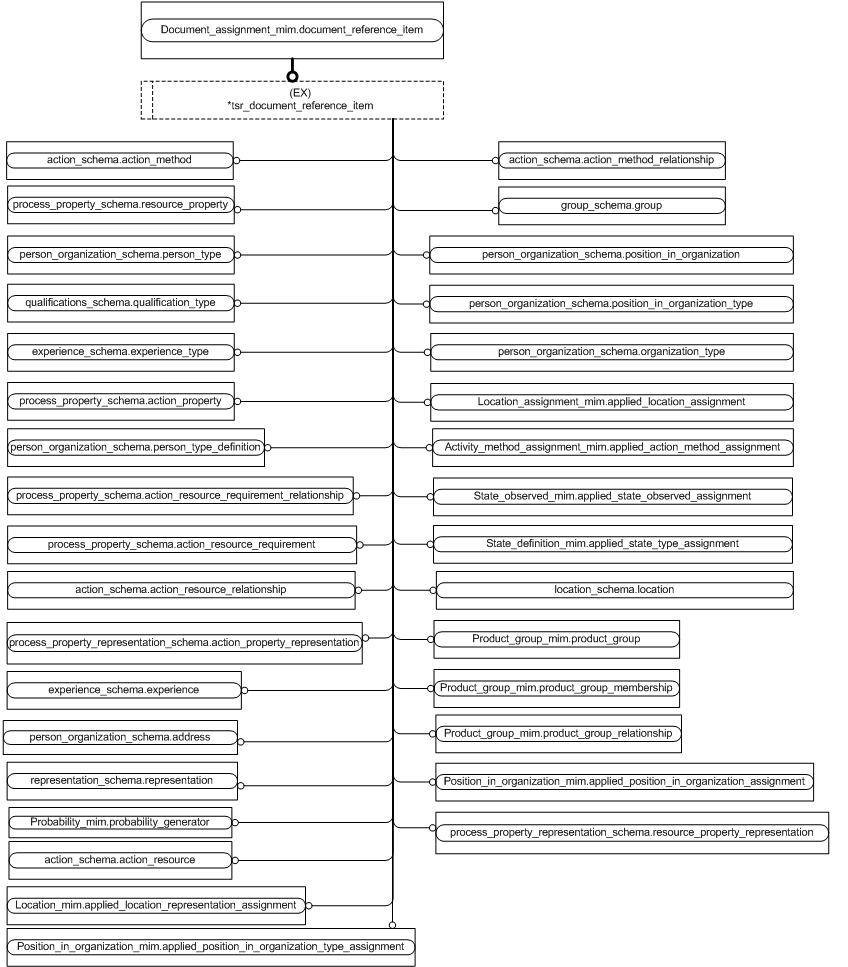 Document_assignment_mim.document_reference_item
(EX)
*tsr_document_reference_item
action_schema.action_method
action_schema.action_method_relationship
process_property_schema.resource_property
group_schema.group
person_organization_schema.person_type
person_organization_schema.position_in_organization
qualifications_schema.qualification_type
person_organization_schema.position_in_organization_type
experience_schema.experience_type
person_organization_schema.organization_type
process_property_schema.action_property
Location_assignment_mim.applied_location_assignment
person_organization_schema.person_type_definition
Activity_method_assignment_mim.applied_action_method_assignment
process_property_schema.action_resource_requirement_relationship
State_observed_mim.applied_state_observed_assignment
process_property_schema.action_resource_requirement
State_definition_mim.applied_state_type_assignment
action_schema.action_resource_relationship
location_schema.location
process_property_representation_schema.action_property_representation
Product_group_mim.product_group
experience_schema.experience
Product_group_mim.product_group_membership
person_organization_schema.address
Product_group_mim.product_group_relationship
representation_schema.representation
Position_in_organization_mim.applied_position_in_organization_assignment
Probability_mim.probability_generator
process_property_representation_schema.resource_property_representation
action_schema.action_resource
Location_mim.applied_location_representation_assignment
Position_in_organization_mim.applied_position_in_organization_type_assignment